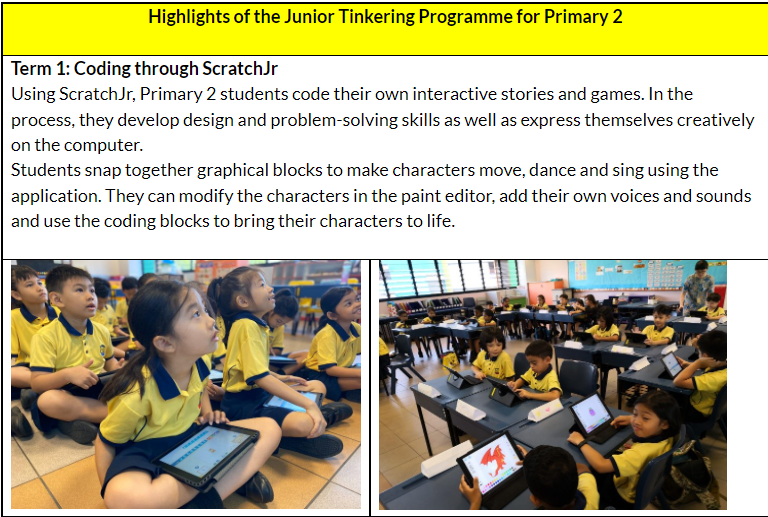 Highlights of the Junior Tinkering Programme for Primary 2
Term 1: Coding through ScratchJr
Using ScratchJr, Primary 2 students code their own interactive stories and games. In the
process, they develop design and problem-solving skills as well as express themselves creatively
on the computer.
Students snap together graphical blocks to make characters move, dance and sing using the
application. They can modify the characters in the paint editor, add their own voices and sounds
and use the coding blocks to bring their characters to life.